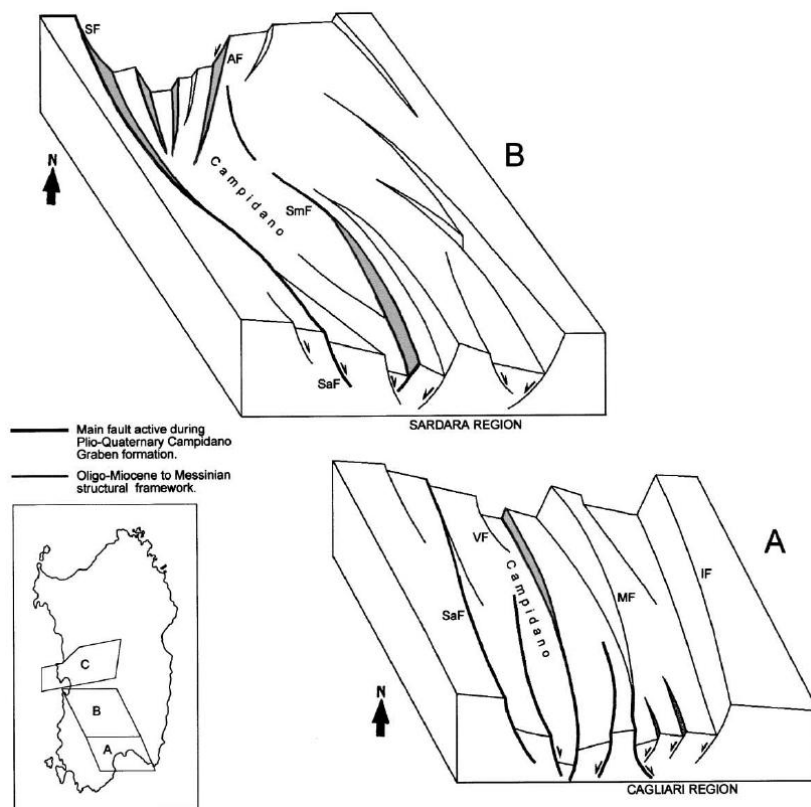 SF
AF
B
N
Campidano
SmF
SaF
SARDARA REGION
Main fault active during
Plio-Quaternary Campidano
Graben formation.
Oligo-Miocene to Messinian
structural framework.
A
VF
IF
Campidano
MF
SaF
N
CAGLIARI REGION
C
B
A